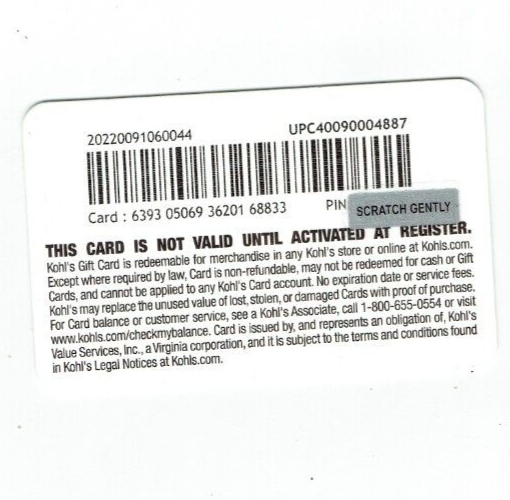 20220091060044 UPC40090004887
Card : 6393 05069 36201 68833 PIN SCRATCH GENTLY
THIS CARD IS NOT VALID UNTIL ACTIVATED AT REGISTER.
Kohl's Gift Card is redeemable for merchandise in any Kohl's store or online at Kohls.com.
Except where required by law, Card is non-refundable, may not be redeemed for cash or Gift
Cards, and cannot be applied to any Kohl's Card account. No expiration date or service fees.
Kohl's may replace the unused value of lost, stolen, or damaged Cards with proof of purchase.
For Card balance or customer service, see a Kohl's Associate, call 1-800-655-0554 or visit
www.kohls.com/checkmybalance. Card is issued by, and represents an obligation of, Kohl's
Value Services, Inc., a Virginia corporation, and it is subject to the terms and conditions found
in Kohl's Legal Notices at Kohls.com.